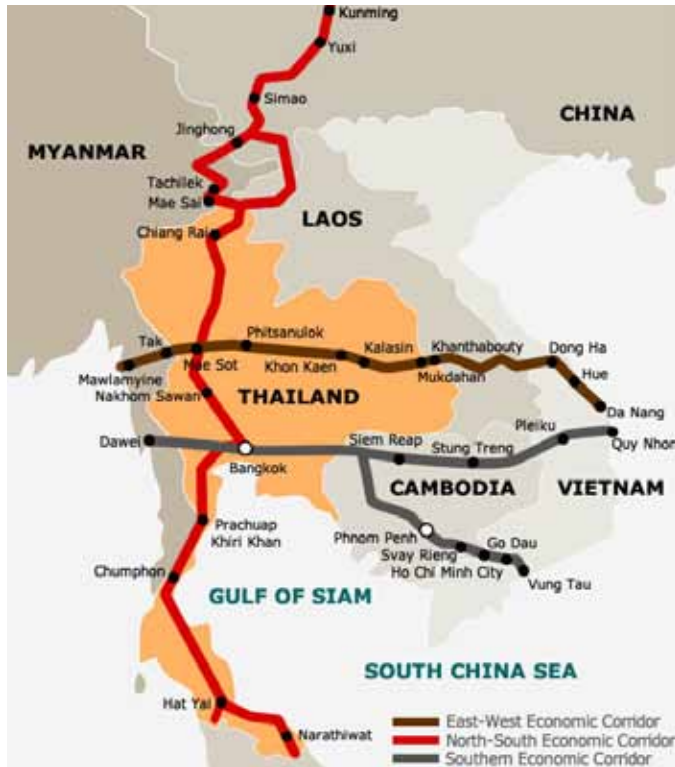 Kunming
Yuxi
Simao
CHINA
Jinghong
MYANMAR
Tachilek
Mae Sai
LAOS
Chiang Rai
Phitsanulok
Tak
Kalasin
Khanthabouty
Dong Ha
Mae Sot
Khon Kaen
Mukdahan
Hue
Mawlamyine
Nakhom Sawan
THAILAND
Da Nang
Pleiku
Dawei
Siem Reap
Stung Treng
Quy Nhon
Bangkok
CAMBODIA
VIETNAM
Prachuap
Khiri Khan
Phnom Penh
Go Dau
Svay Rieng
Ho Chi Minh City
Chumphon
Vung Tau
GULF OF SIAM
SOUTH CHINA SEA
Hat Yai
Narathiwat
East-West Economic Corridor
North-South Economic Corridor
Southern Economic Corridor